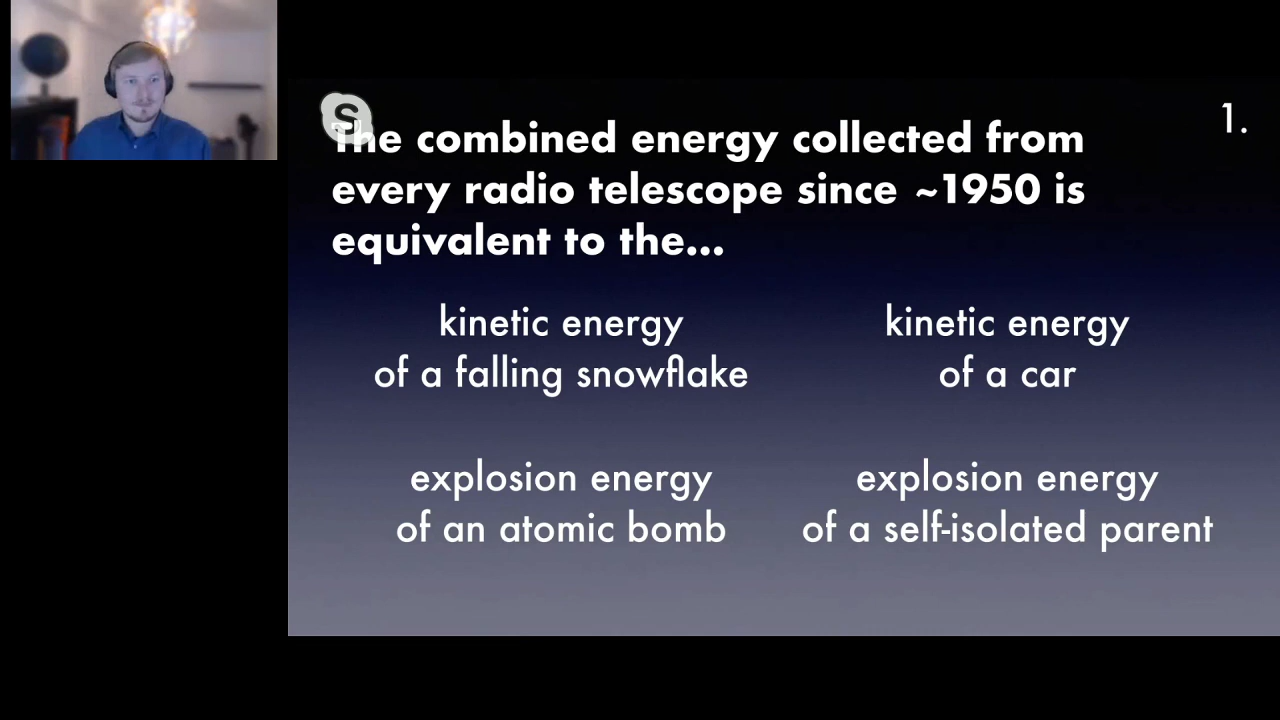 1.
The combined energy collected from
every radio telescope since ~1950 is
equivalent to the...
kinetic energy
of a falling snowflake
kinetic energy
of a car
explosion energy
of an atomic bomb
explosion energy
of a self-isolated parent